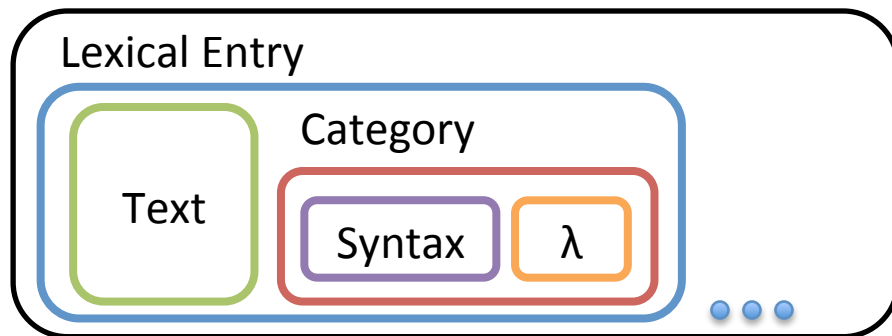 Lexical Entry
Category
Text
Syntax
λ